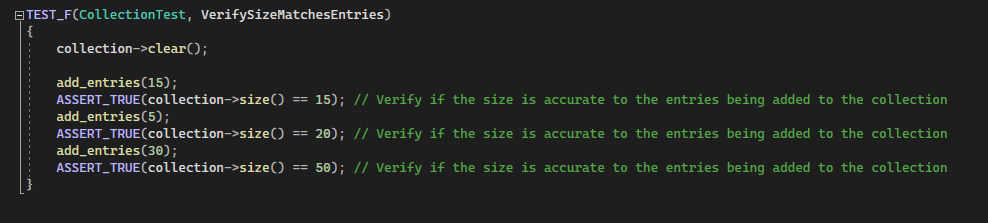 TEST_F(CollectionTest, VerifySizeMatchesEntries)
{
    collection->clear();

    add_entries(15);
    ASSERT_TRUE(collection->size() == 15); // Verify if the size is accurate to the entries being added to the collection
    add_entries(5);
    ASSERT_TRUE(collection->size() == 20); // Verify if the size is accurate to the entries being added to the collection
    add_entries(30);
    ASSERT_TRUE(collection->size() == 50); // Verify if the size is accurate to the entries being added to the collection
}